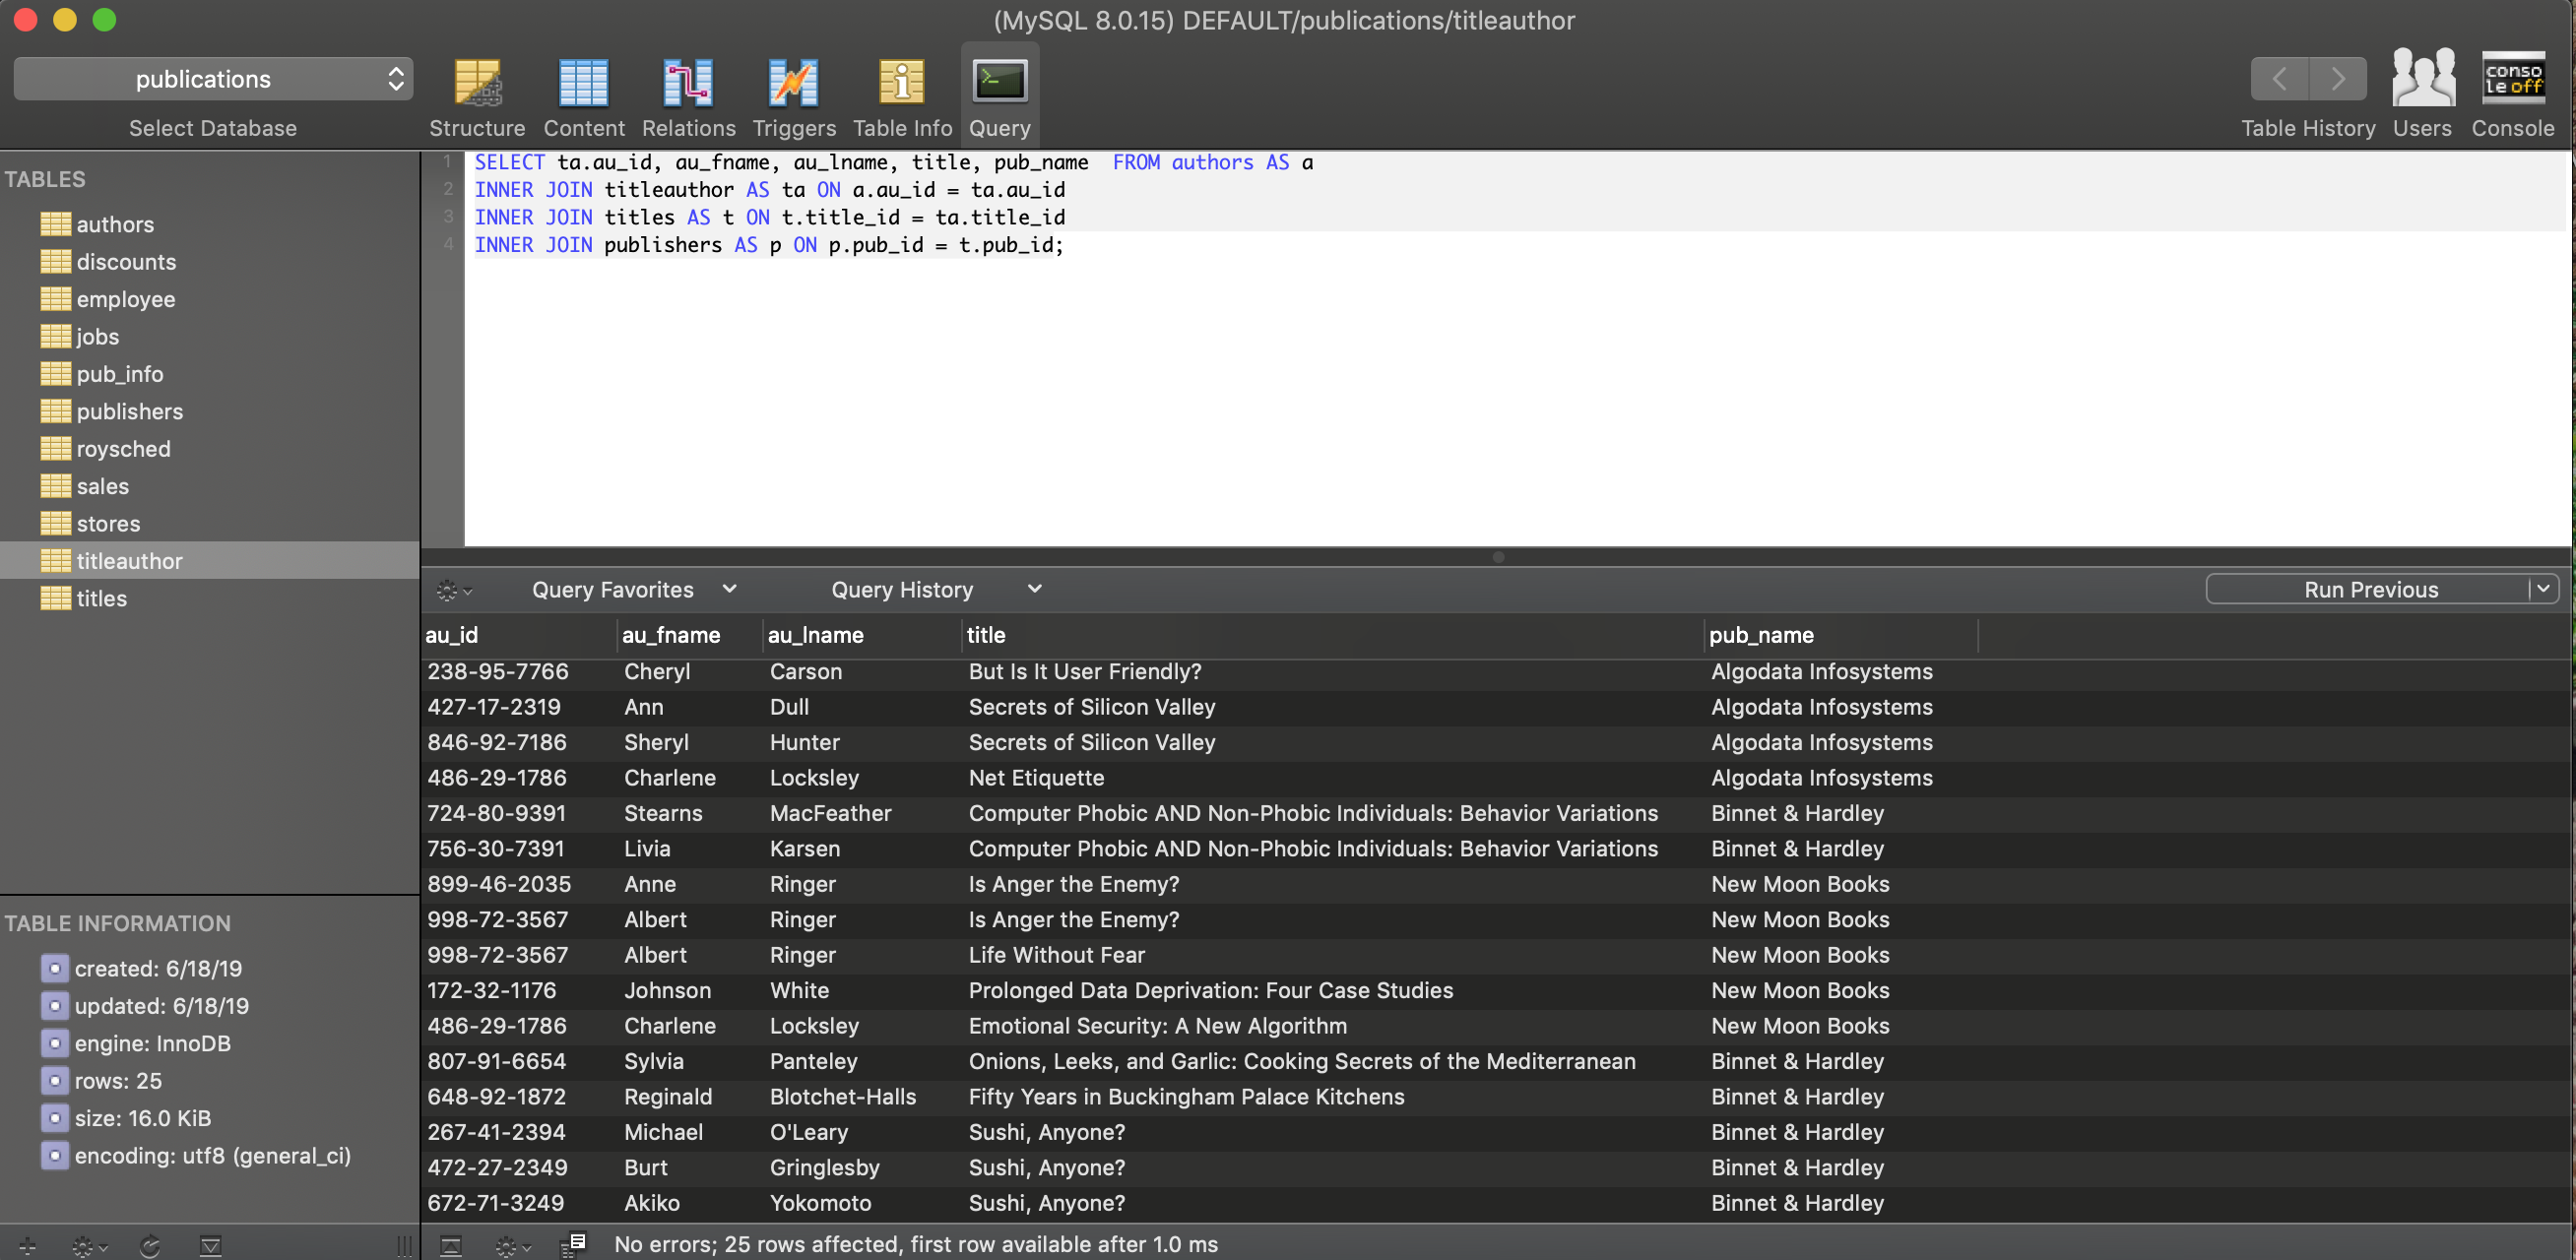 (MySQL 8.0.15) DEFAULT/publications/titleauthor
publications
Select Database
Structure Content Relations Triggers Table Info Query
Table History Users Console
conso
le off
TABLES
authors
discounts
employee
jobs
pub_info
publishers
roysched
sales
stores
titleauthor
titles
1 SELECT ta.au_id, au_fname, au_lname, title, pub_name  FROM authors AS a
2 INNER JOIN titleauthor AS ta ON a.au_id = ta.au_id
3 INNER JOIN titles AS t ON t.title_id = ta.title_id
4 INNER JOIN publishers AS p ON p.pub_id = t.pub_id;
Query Favorites Query History Run Previous
au_id au_fname au_lname title pub_name
238-95-7766 Cheryl Carson But Is It User Friendly? Algodata Infosystems
427-17-2319 Ann Dull Secrets of Silicon Valley Algodata Infosystems
846-92-7186 Sheryl Hunter Secrets of Silicon Valley Algodata Infosystems
486-29-1786 Charlene Locksley Net Etiquette Algodata Infosystems
724-80-9391 Stearns MacFeather Computer Phobic AND Non-Phobic Individuals: Behavior Variations Binnet & Hardley
756-30-7391 Livia Karsen Computer Phobic AND Non-Phobic Individuals: Behavior Variations Binnet & Hardley
899-46-2035 Anne Ringer Is Anger the Enemy? New Moon Books
998-72-3567 Albert Ringer Is Anger the Enemy? New Moon Books
998-72-3567 Albert Ringer Life Without Fear New Moon Books
172-32-1176 Johnson White Prolonged Data Deprivation: Four Case Studies New Moon Books
486-29-1786 Charlene Locksley Emotional Security: A New Algorithm New Moon Books
807-91-6654 Sylvia Panteley Onions, Leeks, and Garlic: Cooking Secrets of the Mediterranean Binnet & Hardley
648-92-1872 Reginald Blotchet-Halls Fifty Years in Buckingham Palace Kitchens Binnet & Hardley
267-41-2394 Michael O'Leary Sushi, Anyone? Binnet & Hardley
472-27-2349 Burt Gringlesby Sushi, Anyone? Binnet & Hardley
672-71-3249 Akiko Yokomoto Sushi, Anyone? Binnet & Hardley
TABLE INFORMATION
created: 6/18/19
updated: 6/18/19
engine: InnoDB
rows: 25
size: 16.0 KiB
encoding: utf8 (general_ci)
No errors; 25 rows affected, first row available after 1.0 ms